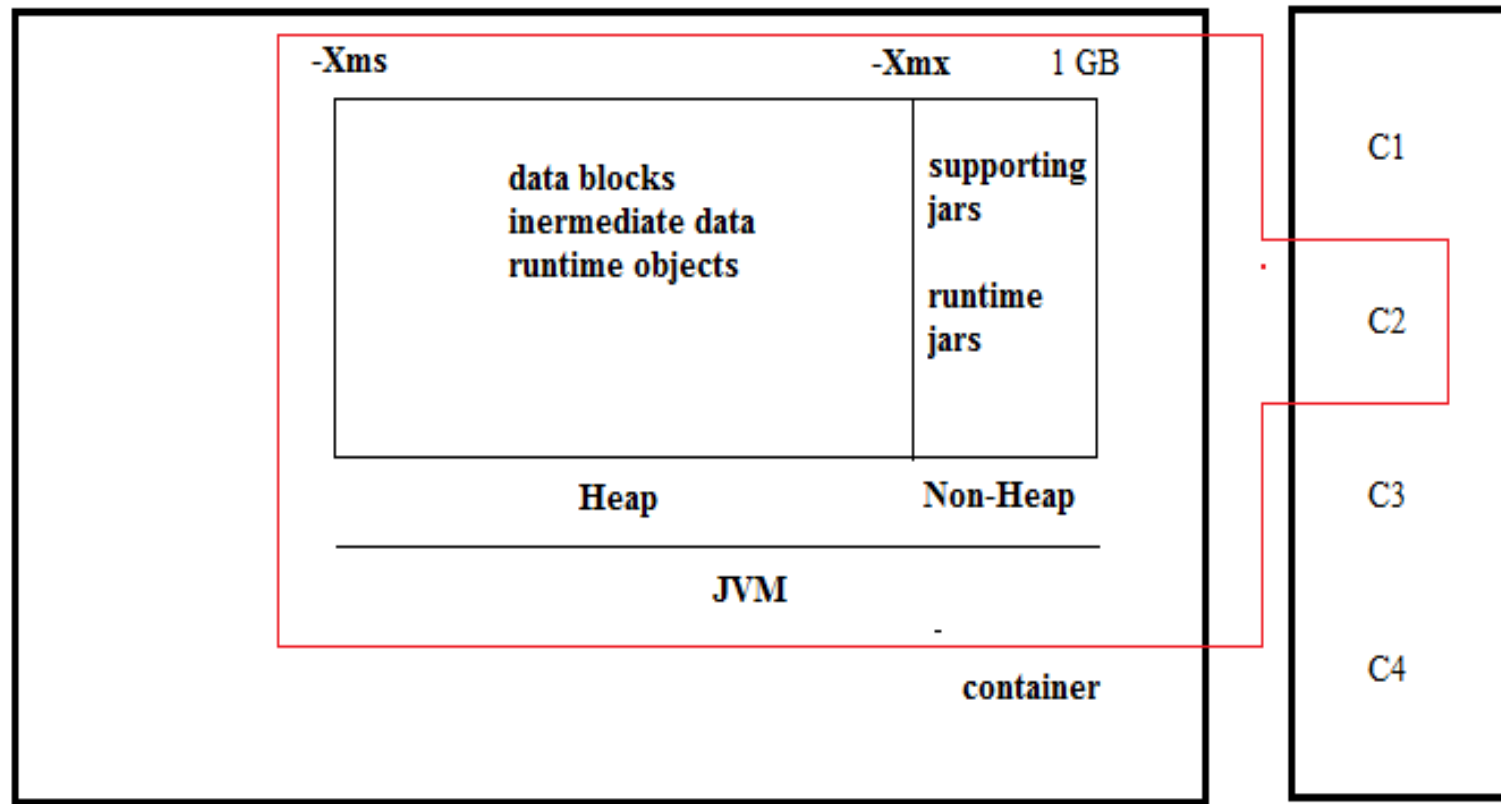 -Xms -Xmx 1 GB
data blocks
inermediate data
runtime objects
supporting
jars
runtime
jars
Heap Non-Heap
JVM
-
container
C1
C2
C3
C4